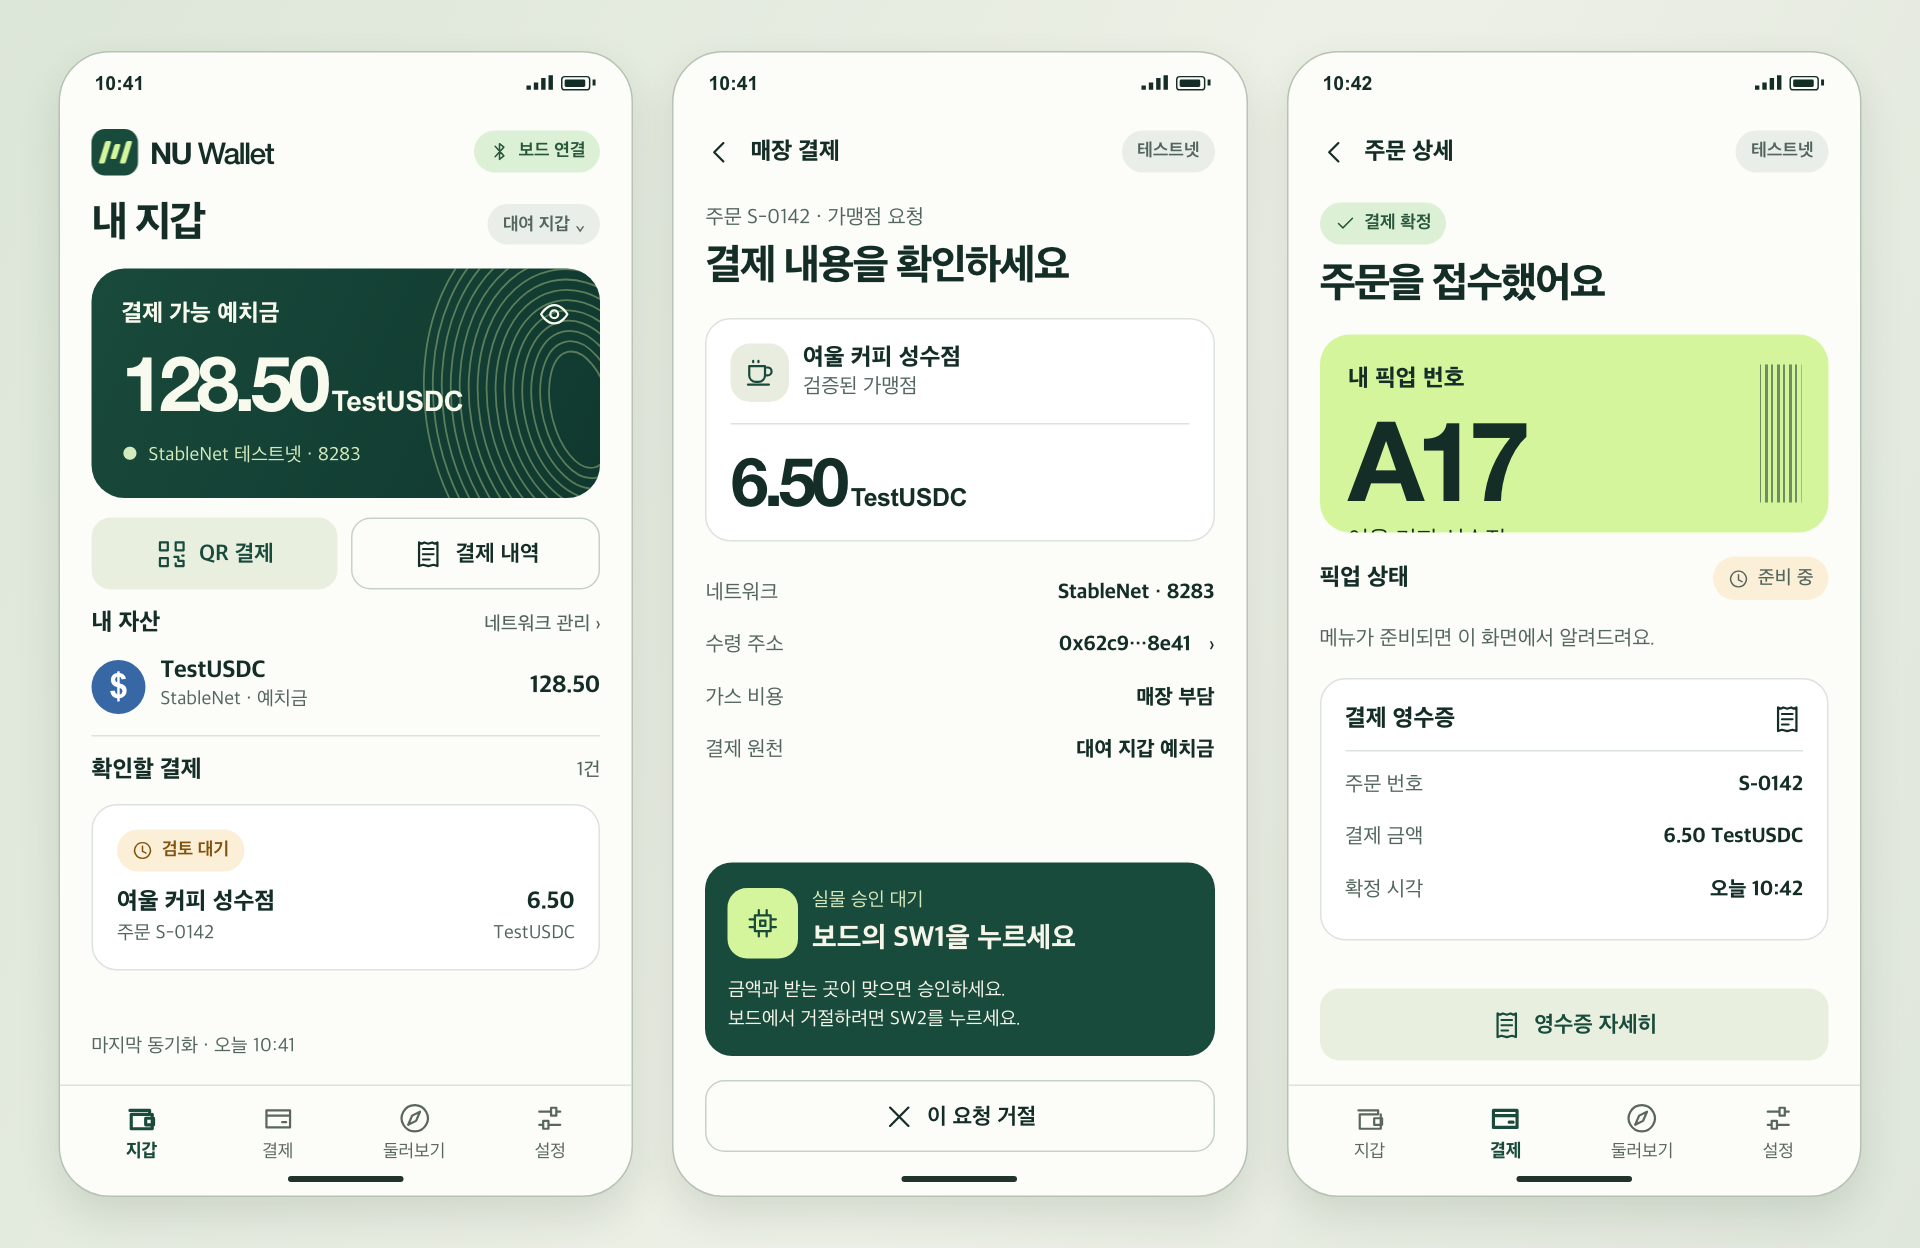 10:41
NU Wallet
보드 연결
내 지갑
대여 지갑
결제 가능 예치금
128.50 TestUSDC
StableNet 테스트넷 · 8283
QR 결제
결제 내역
내 자산
네트워크 관리 ›
$
TestUSDC
StableNet · 예치금
128.50
확인할 결제
1건
검토 대기
여울 커피 성수점
6.50
주문 S-0142
TestUSDC
마지막 동기화 · 오늘 10:41
지갑
결제
둘러보기
설정
10:41
매장 결제
테스트넷
주문 S-0142 · 가맹점 요청
결제 내용을 확인하세요
여울 커피 성수점
검증된 가맹점
6.50 TestUSDC
네트워크
StableNet · 8283
수령 주소
0x62c9···8e41 ›
가스 비용
매장 부담
결제 원천
대여 지갑 예치금
실물 승인 대기
보드의 SW1을 누르세요
금액과 받는 곳이 맞으면 승인하세요.
보드에서 거절하려면 SW2를 누르세요.
이 요청 거절
10:42
주문 상세
테스트넷
결제 확정
주문을 접수했어요
내 픽업 번호
A17
픽업 상태
준비 중
메뉴가 준비되면 이 화면에서 알려드려요.
결제 영수증
주문 번호
S-0142
결제 금액
6.50 TestUSDC
확정 시각
오늘 10:42
영수증 자세히
지갑
결제
둘러보기
설정